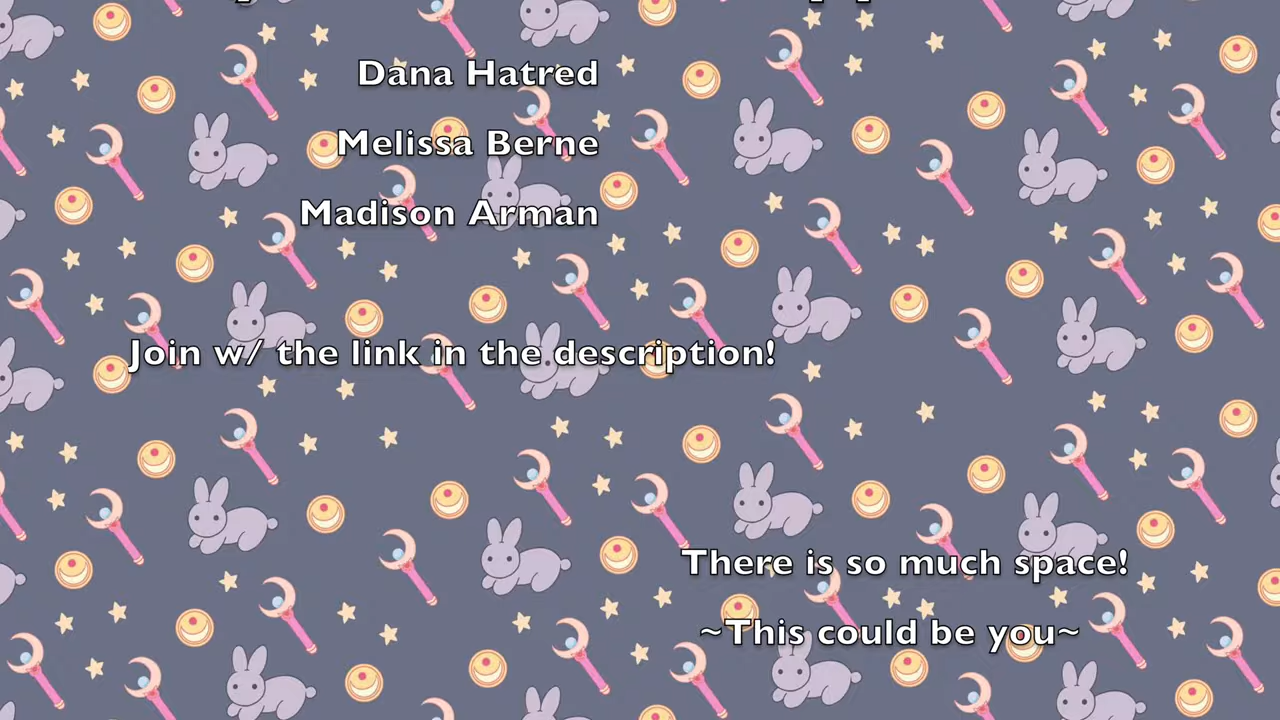 Dana Hatred
Melissa Berne
Madison Arman
Join w/ the link in the description!
There is so much space!
~This could be you~